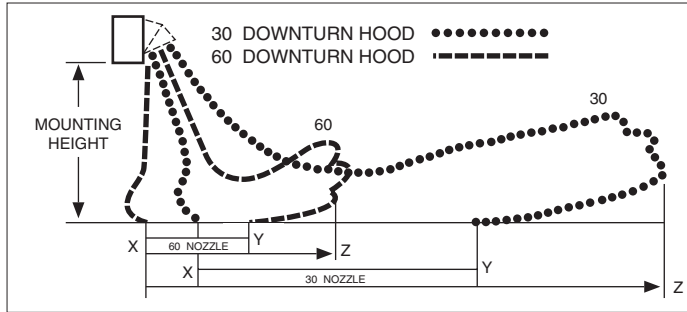 30 DOWNTURN HOOD
60 DOWNTURN HOOD
MOUNTING
HEIGHT
60
30
X
60 NOZZLE
Y
Z
X
30 NOZZLE
Y
Z